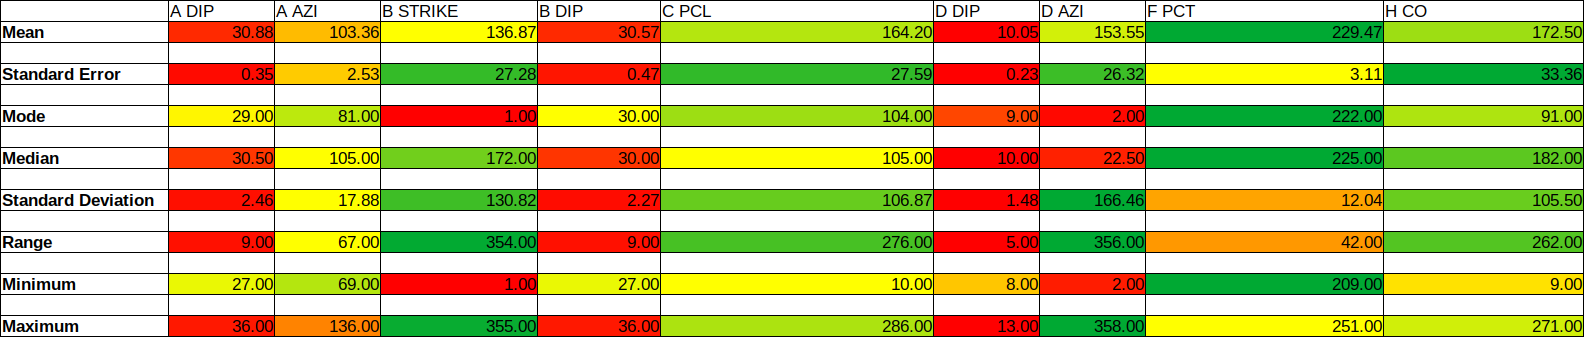 A DIP A AZI B STRIKE B DIP C PCL D DIP D AZI F PCT H CO
Mean 30.88 103.36 136.87 30.57 164.20 10.05 153.55 229.47 172.50
Standard Error 0.35 2.53 27.28 0.47 27.59 0.23 26.32 3.11 33.36
Mode 29.00 81.00 1.00 30.00 104.00 9.00 2.00 222.00 91.00
Median 30.50 105.00 172.00 30.00 105.00 10.00 22.50 225.00 182.00
Standard Deviation 2.46 17.88 130.82 2.27 106.87 1.48 166.46 12.04 105.50
Range 9.00 67.00 354.00 9.00 276.00 5.00 356.00 42.00 262.00
Minimum 27.00 69.00 1.00 27.00 10.00 8.00 2.00 209.00 9.00
Maximum 36.00 136.00 355.00 36.00 286.00 13.00 358.00 251.00 271.00